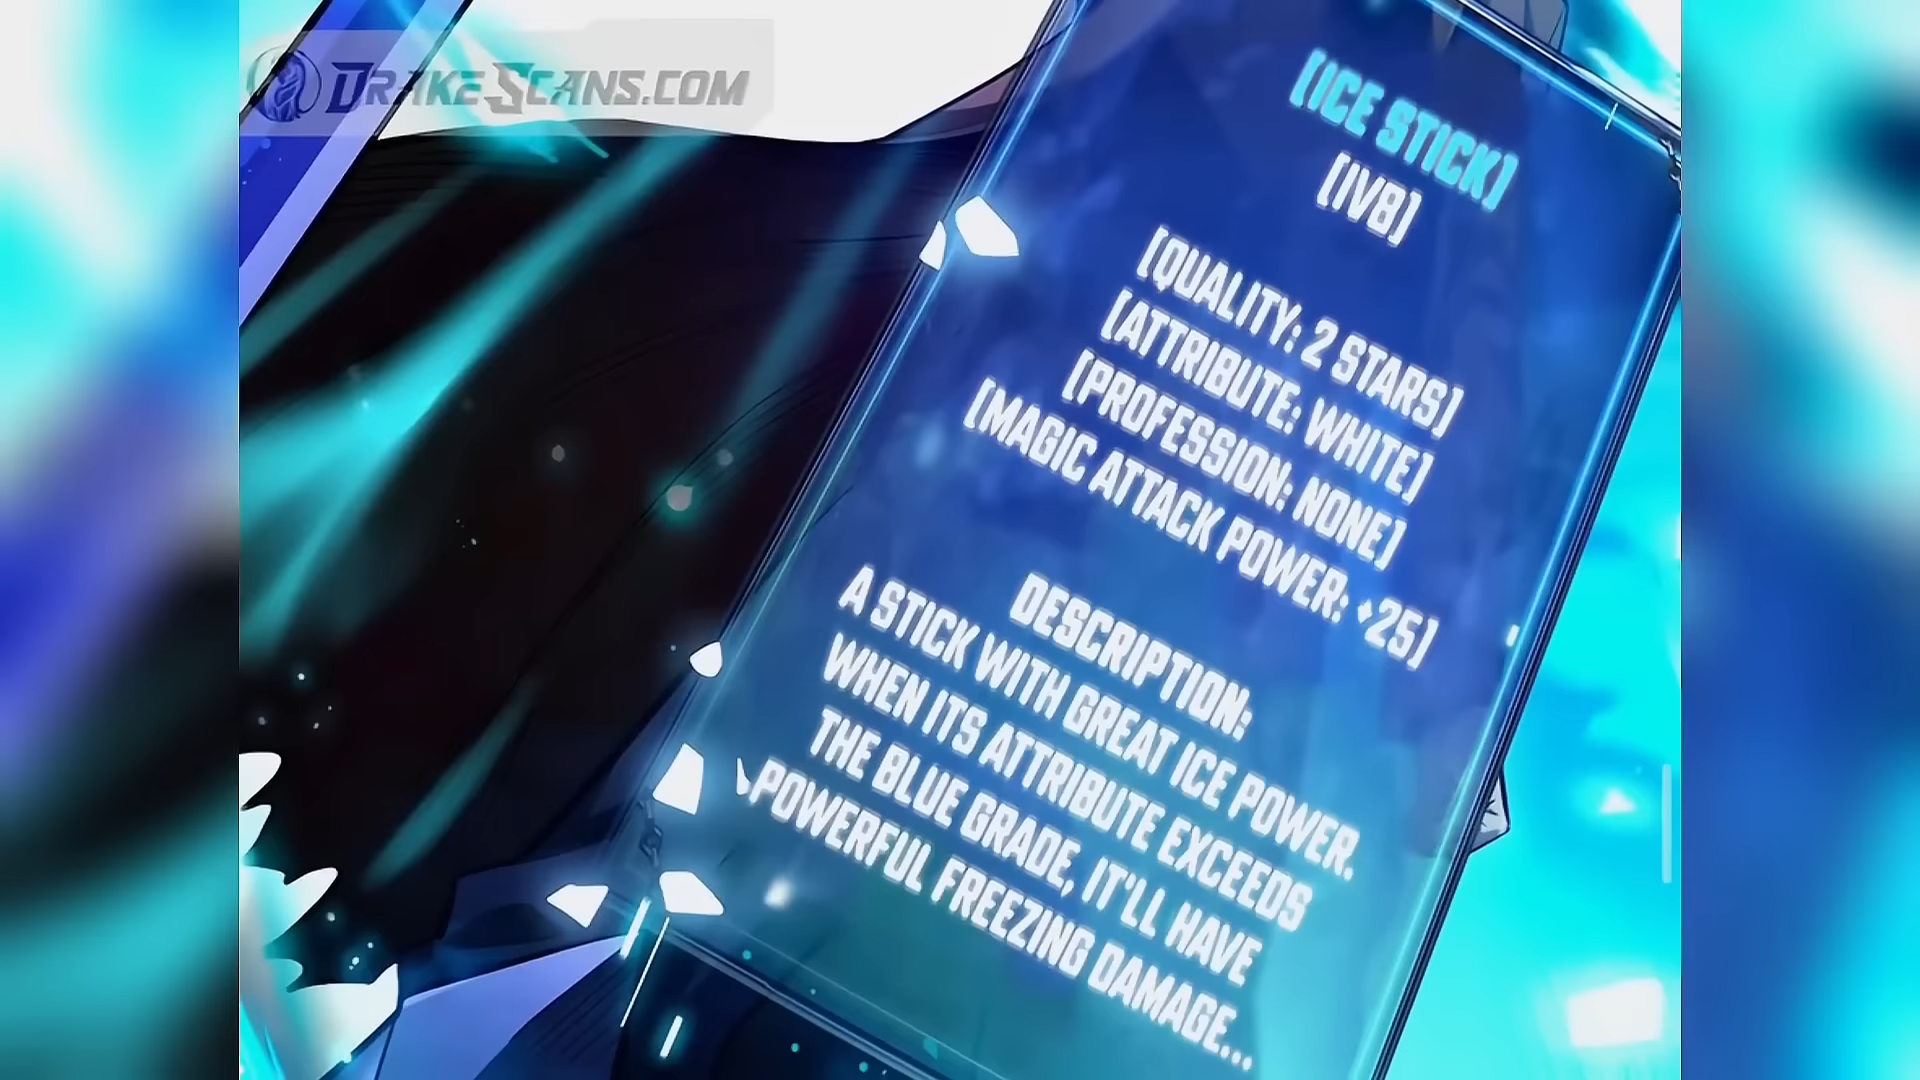 DRAKESCANS.COM
[ICE STICK]
[LV8]
[QUALITY: 2 STARS]
[ATTRIBUTE: WHITE]
[PROFESSION: NONE]
[MAGIC ATTACK POWER: +25]
DESCRIPTION:
A STICK WITH GREAT ICE POWER.
WHEN ITS ATTRIBUTE EXCEEDS
THE BLUE GRADE, IT'LL HAVE
POWERFUL FREEZING DAMAGE...